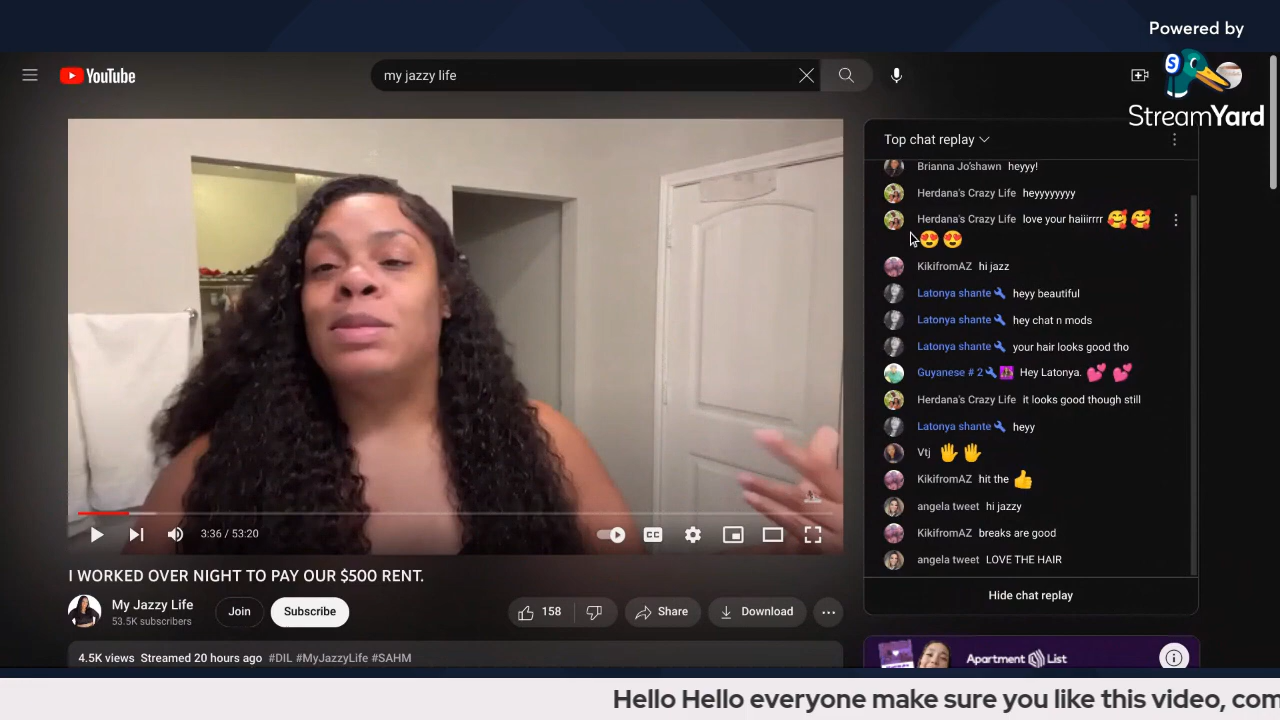 Powered by
StreamYard
YouTube
my jazzy life
Top chat replay
Brianna Jo'shawn heyyy!
Herdana's Crazy Life heyyyyyyy
Herdana's Crazy Life love your haiiirrrr 🥰 🥰
😍 😍
KikifromAZ hi jazz
Latonya shante heyy beautiful
Latonya shante hey chat n mods
Latonya shante your hair looks good tho
Guyanese # 2 Hey Latonya. 💕 💕
Herdana's Crazy Life it looks good though still
Latonya shante heyy
Vtj 🖐 🖐
KikifromAZ hit the 👍
angela tweet hi jazzy
KikifromAZ breaks are good
angela tweet LOVE THE HAIR
Hide chat replay
3:36 / 53:20
CC
I WORKED OVER NIGHT TO PAY OUR $500 RENT.
My Jazzy Life
53.5K subscribers
Join
Subscribe
158
Share
Download
4.5K views Streamed 20 hours ago #DIL #MyJazzyLife #SAHM
Apartment List
Hello Hello everyone make sure you like this video, com